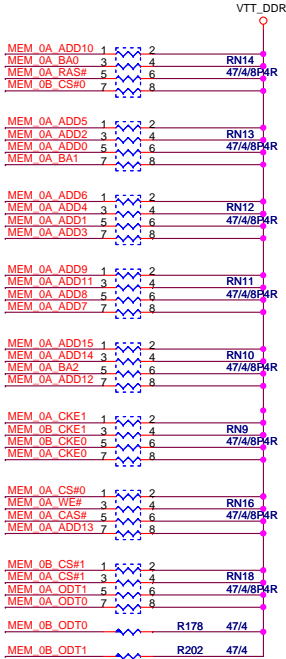 VTT_DDR
MEM_0A_ADD10 1 2
MEM_0A_BA0 3 4 RN14
MEM_0A_RAS# 5 6 47/4/8P4R
MEM_0B_CS#0 7 8
MEM_0A_ADD5 1 2
MEM_0A_ADD2 3 4 RN13
MEM_0A_ADD0 5 6 47/4/8P4R
MEM_0A_BA1 7 8
MEM_0A_ADD6 1 2
MEM_0A_ADD4 3 4 RN12
MEM_0A_ADD1 5 6 47/4/8P4R
MEM_0A_ADD3 7 8
MEM_0A_ADD9 1 2
MEM_0A_ADD11 3 4 RN11
MEM_0A_ADD8 5 6 47/4/8P4R
MEM_0A_ADD7 7 8
MEM_0A_ADD15 1 2
MEM_0A_ADD14 3 4 RN10
MEM_0A_BA2 5 6 47/4/8P4R
MEM_0A_ADD12 7 8
MEM_0A_CKE1 1 2
MEM_0B_CKE1 3 4 RN9
MEM_0B_CKE0 5 6 47/4/8P4R
MEM_0A_CKE0 7 8
MEM_0A_CS#0 1 2
MEM_0A_WE# 3 4 RN16
MEM_0A_CAS# 5 6 47/4/8P4R
MEM_0A_ADD13 7 8
MEM_0B_CS#1 1 2
MEM_0A_CS#1 3 4 RN18
MEM_0A_ODT1 5 6 47/4/8P4R
MEM_0A_ODT0 7 8
MEM_0B_ODT0 R178 47/4
MEM_0B_ODT1 R202 47/4